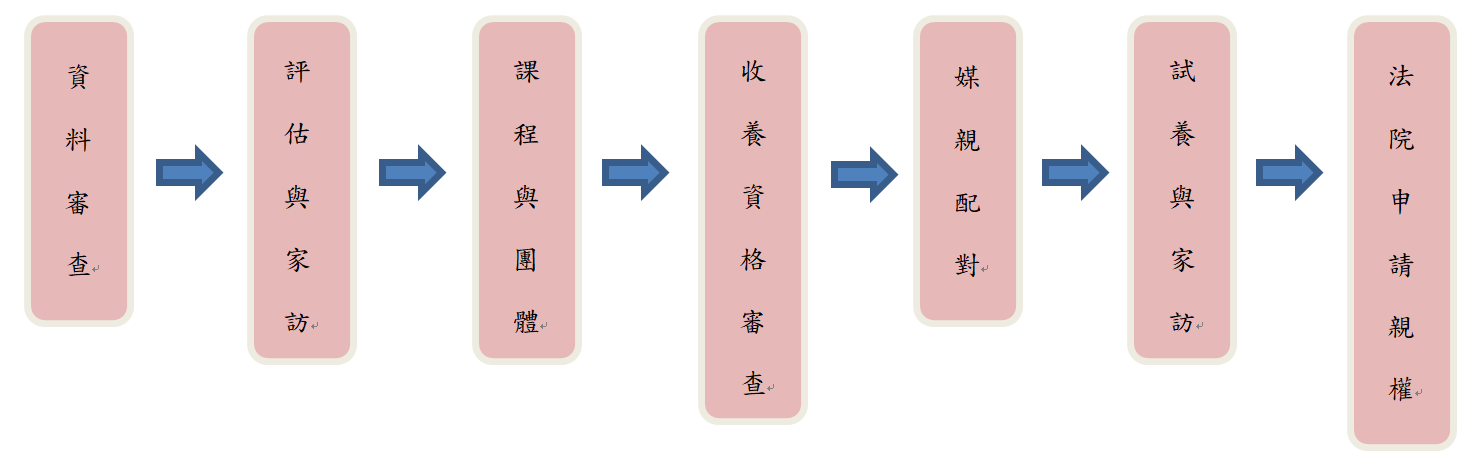 資料審查
評估與家訪
課程與團體
收養資格審查
媒親配對
試養與家訪
法院申請親權